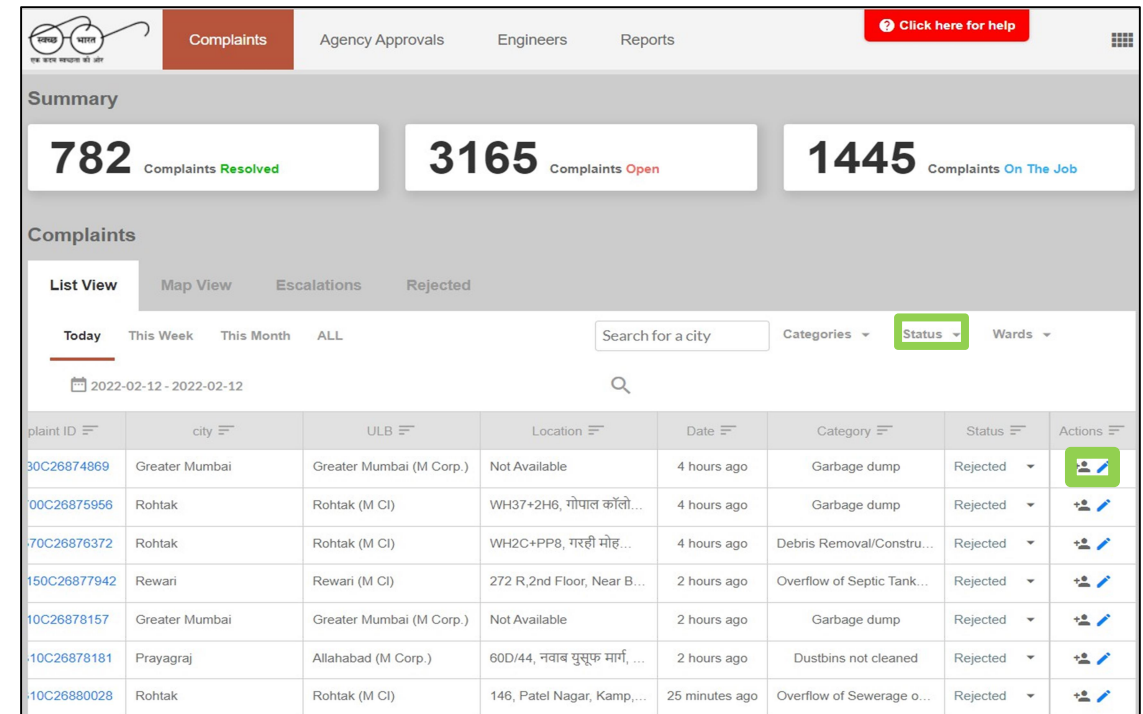 स्वच्छ भारत
एक कदम स्वच्छता की ओर
Complaints Agency Approvals Engineers Reports
Click here for help
Summary
782 Complaints Resolved 3165 Complaints Open 1445 Complaints On The Job
Complaints
List View Map View Escalations Rejected
Today This Week This Month ALL Search for a city Categories Status Wards
2022-02-12 - 2022-02-12
plaint ID city ULB Location Date Category Status Actions
30C26874869 Greater Mumbai Greater Mumbai (M Corp.) Not Available 4 hours ago Garbage dump Rejected
00C26875956 Rohtak Rohtak (M Cl) WH37+2H6, गोपाल कॉलो... 4 hours ago Garbage dump Rejected
70C26876372 Rohtak Rohtak (M Cl) WH2C+PP8, गरही मोह... 4 hours ago Debris Removal/Constru... Rejected
150C26877942 Rewari Rewari (M Cl) 272 R,2nd Floor, Near B... 2 hours ago Overflow of Septic Tank... Rejected
10C26878157 Greater Mumbai Greater Mumbai (M Corp.) Not Available 2 hours ago Garbage dump Rejected
10C26878181 Prayagraj Allahabad (M Corp.) 60D/44, नवाब युसूफ मार्ग, ... 2 hours ago Dustbins not cleaned Rejected
10C26880028 Rohtak Rohtak (M Cl) 146, Patel Nagar, Kamp,... 25 minutes ago Overflow of Sewerage o... Rejected